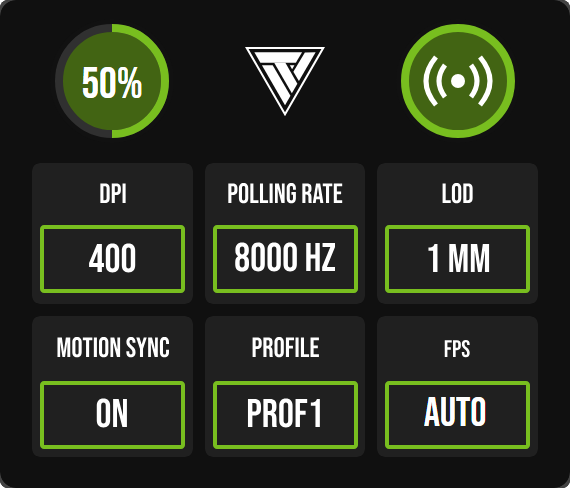 50%
DPI
POLLING RATE
LOD
400
8000 HZ
1 MM
MOTION SYNC
PROFILE
FPS
ON
PROF1
AUTO